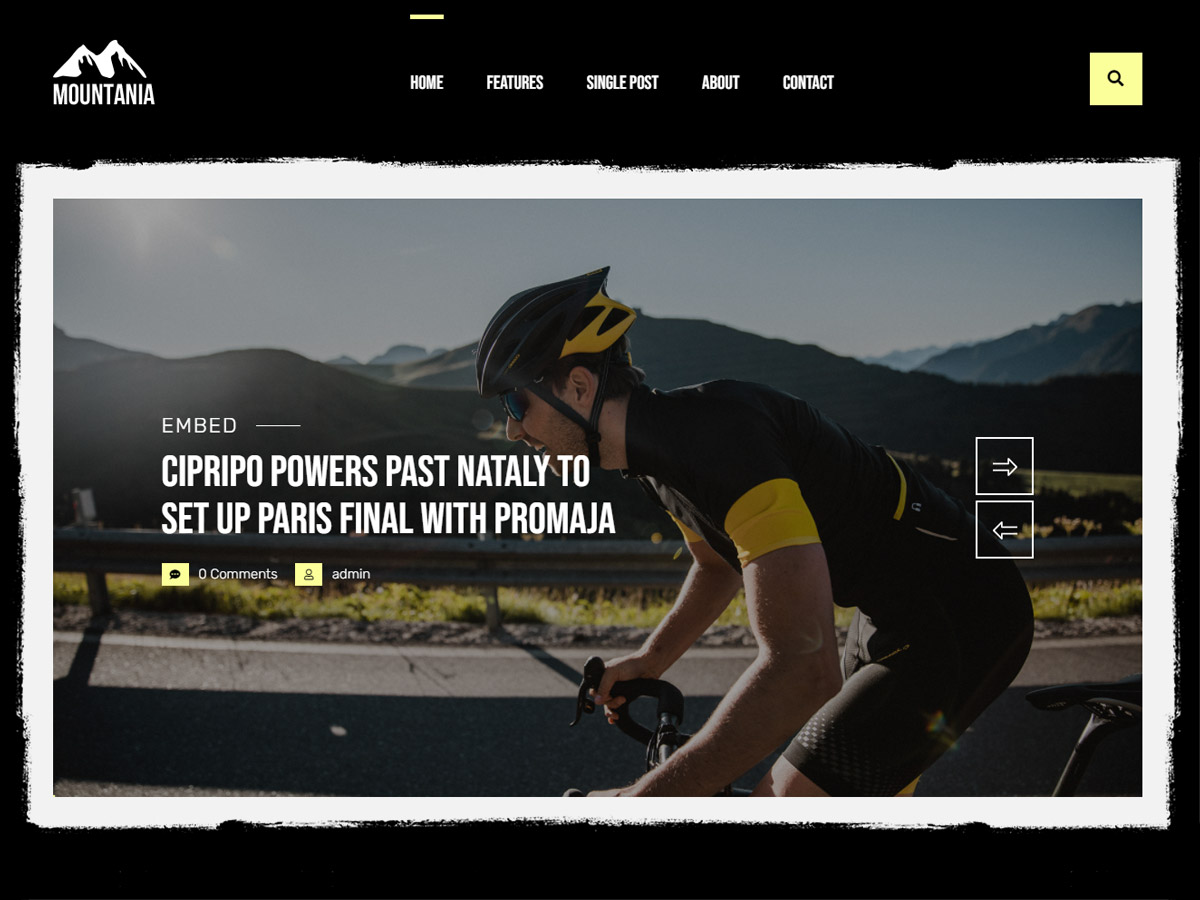 MOUNTANIA
HOME FEATURES SINGLE POST ABOUT CONTACT
EMBED
CIPRIPO POWERS PAST NATALY TO
SET UP PARIS FINAL WITH PROMAJA
0 Comments admin